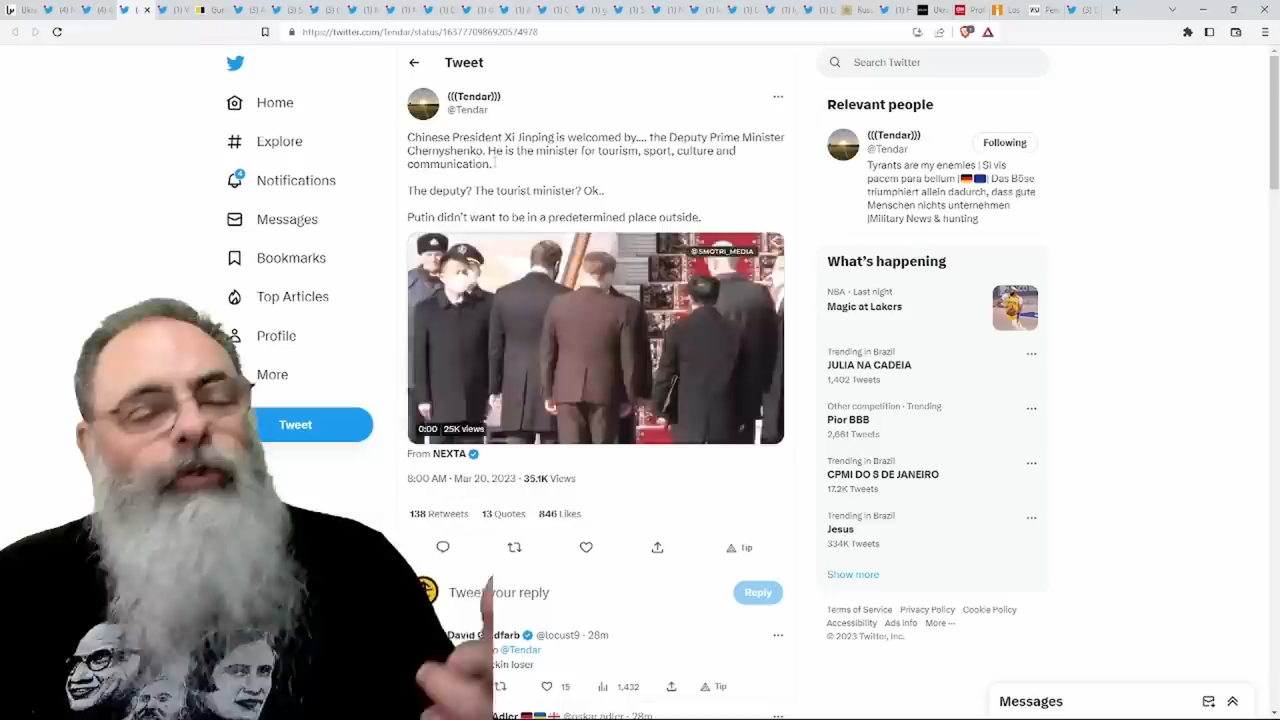 https://twitter.com/Tendar/status/1637770986920574978
Home
Explore
4
Notifications
Messages
Bookmarks
Top Articles
Profile
More
Tweet
Tweet
(((Tendar)))
@Tendar
Chinese President Xi Jinping is welcomed by.... the Deputy Prime Minister
Chernyshenko. He is the minister for tourism, sport, culture and
communication.
The deputy? The tourist minister? Ok..
Putin didn't want to be in a predetermined place outside.
@SMOTRI_MEDIA
0:00 25K views
From NEXTA
8:00 AM · Mar 20, 2023 · 35.1K Views
138 Retweets 13 Quotes 846 Likes
Tip
Tweet your reply
Reply
@locust9 · 28m
@Tendar
loser
15 1,432 Tip
@oskar_adler · 28m
Search Twitter
Relevant people
(((Tendar)))
@Tendar
Following
Tyrants are my enemies | Si vis
pacem para bellum | | Das Böse
triumphiert allein dadurch, dass gute
Menschen nichts unternehmen
|Military News & hunting
What's happening
NBA · Last night
Magic at Lakers
Trending in Brazil
JULIA NA CADEIA
1,402 Tweets
Other competition · Trending
Pior BBB
2,661 Tweets
Trending in Brazil
CPMI DO 8 DE JANEIRO
17.2K Tweets
Trending in Brazil
Jesus
334K Tweets
Show more
Terms of Service Privacy Policy Cookie Policy
Accessibility Ads info More ···
© 2023 Twitter, Inc.
Messages